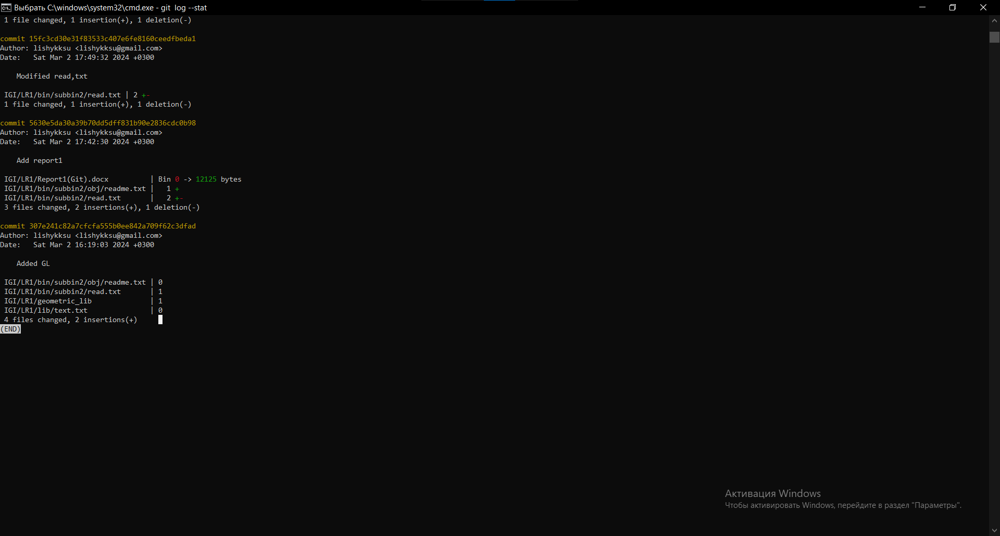 Выбрать C:\windows\system32\cmd.exe - git  log --stat
 1 file changed, 1 insertion(+), 1 deletion(-)
commit 15fc3cd30e31f83533c407e6fe8160ceedfbeda1
Author: lishykksu <lishykksu@gmail.com>
Date:   Sat Mar 2 17:49:32 2024 +0300
    Modified read,txt
 IGI/LR1/bin/subbin2/read.txt | 2 +-
 1 file changed, 1 insertion(+), 1 deletion(-)
commit 5630e5da30a39b70dd5dff831b90e2836cdc0b98
Author: lishykksu <lishykksu@gmail.com>
Date:   Sat Mar 2 17:42:30 2024 +0300
    Add report1
 IGI/LR1/Report1(Git).docx          | Bin 0 -> 12125 bytes
 IGI/LR1/bin/subbin2/obj/readme.txt |   1 +
 IGI/LR1/bin/subbin2/read.txt       |   2 +-
 3 files changed, 2 insertions(+), 1 deletion(-)
commit 307e241c82a7cfcfa555b0ee842a709f62c3dfad
Author: lishykksu <lishykksu@gmail.com>
Date:   Sat Mar 2 16:19:03 2024 +0300
    Added GL
 IGI/LR1/bin/subbin2/obj/readme.txt | 0
 IGI/LR1/bin/subbin2/read.txt       | 1
 IGI/LR1/geometric_lib              | 1
 IGI/LR1/lib/text.txt               | 0
 4 files changed, 2 insertions(+)
(END)
Активация Windows
Чтобы активировать Windows, перейдите в раздел "Параметры".